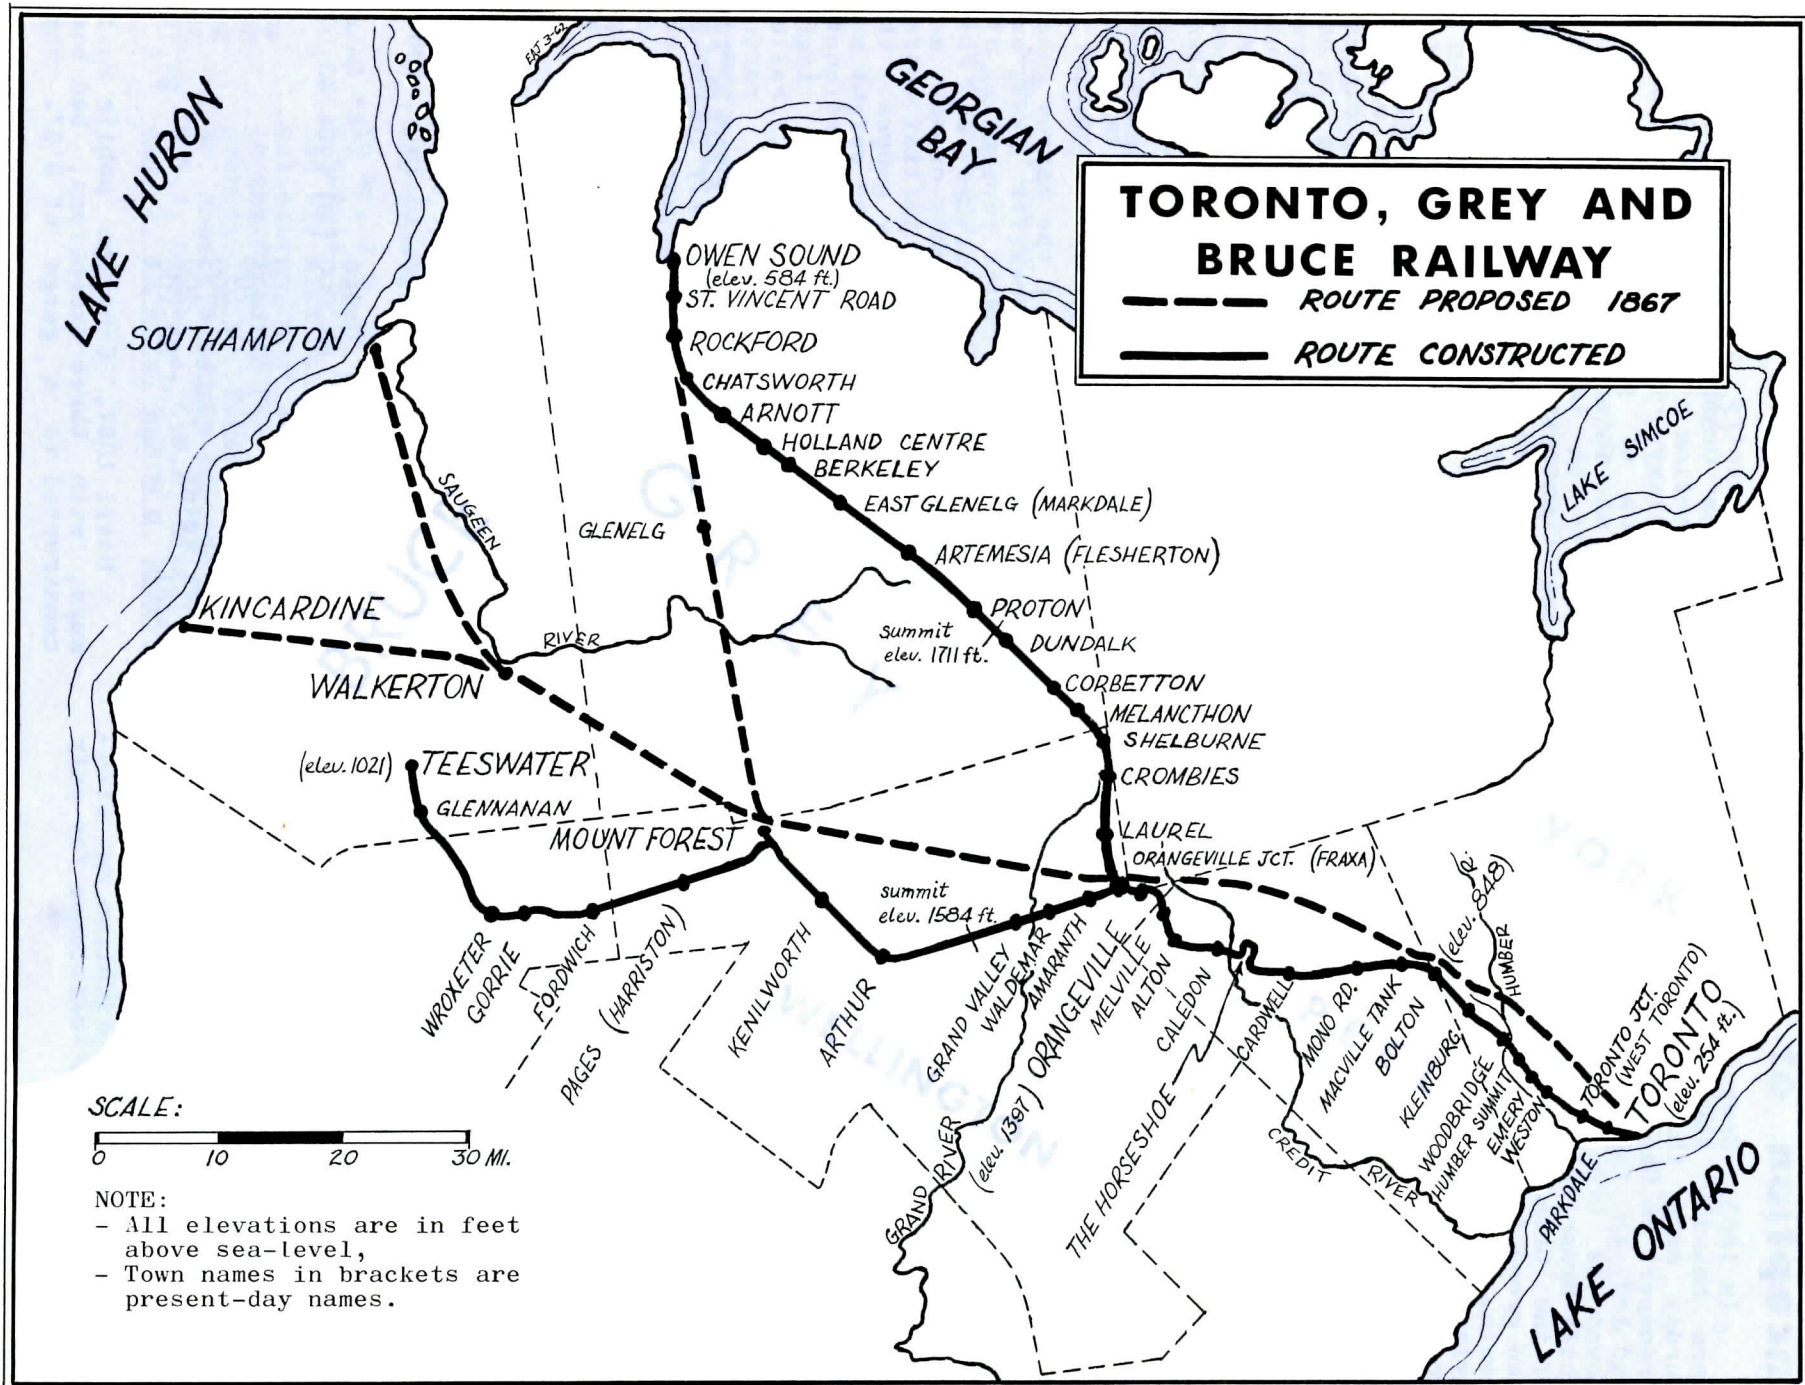 EAJ 3-62
LAKE HURON
GEORGIAN
BAY
TORONTO, GREY AND
BRUCE RAILWAY
ROUTE PROPOSED 1867
ROUTE CONSTRUCTED
OWEN SOUND
(elev. 584 ft.)
ST. VINCENT ROAD
SOUTHAMPTON
ROCKFORD
CHATSWORTH
ARNOTT
HOLLAND CENTRE
BERKELEY
LAKE SIMCOE
SAUGEEN
RIVER
GREY
BRUCE
GLENELG
EAST GLENELG (MARKDALE)
ARTEMESIA (FLESHERTON)
KINCARDINE
PROTON
summit
elev. 1711 ft.
DUNDALK
WALKERTON
CORBETTON
MELANCTHON
SHELBURNE
(elev. 1021) TEESWATER
CROMBIES
GLENNANAN
MOUNT FOREST
LAUREL
ORANGEVILLE JCT. (FRAXA)
YORK
summit
elev. 1584 ft.
WROXETER
GORRIE
FORDWICH
PAGES (HARRISTON)
KENILWORTH
ARTHUR
WELLINGTON
GRAND VALLEY
WALDEMAR
AMARANTH
(elev. 1397) ORANGEVILLE
MELVILLE
ALTON
CALEDON
THE HORSESHOE
CARDWELL
MONO RD.
MACVILLE TANK
BOLTON
(elev. 848)
HUMBER
R.
KLEINBURG
WOODBRIDGE
HUMBER SUMMIT
EMERY
WESTON
TORONTO JCT.
(WEST TORONTO)
TORONTO
(elev. 254 ft.)
PARKDALE
CREDIT
RIVER
GRAND RIVER
LAKE ONTARIO
SCALE:
0 10 20 30 MI.
NOTE:
- All elevations are in feet
above sea-level,
- Town names in brackets are
present-day names.